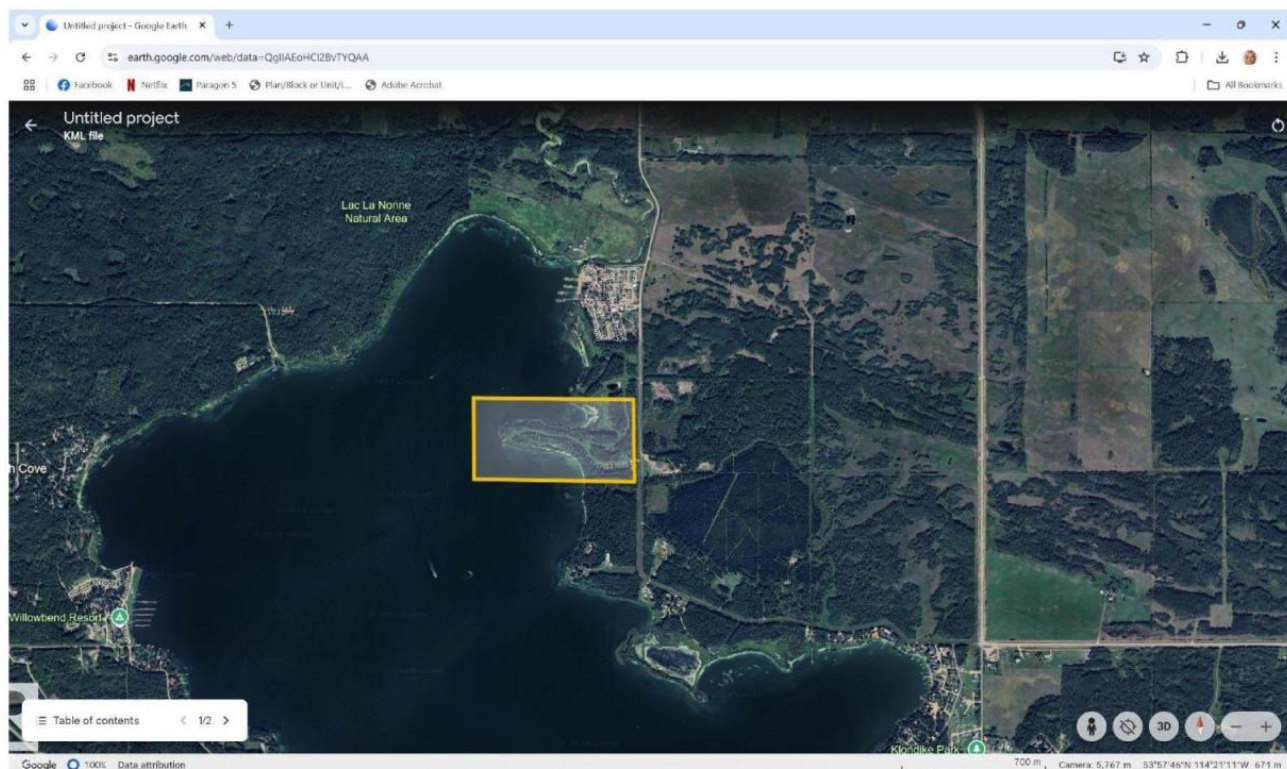 Untitled project - Google Earth
earth.google.com/web/data=QgIIAEoHCI2BvTYQAA
Facebook Netflix Paragon 5 Plan/Block or Unit/L... Adobe Acrobat All Bookmarks
Untitled project
KML file
Lac La Nonne
Natural Area
h Cove
Willowbend Resort
Table of contents 1/2
3D
Klondike Park
Google 100% Data attribution 700 m Camera: 5,767 m 53°57'46"N 114°21'11"W 671 m